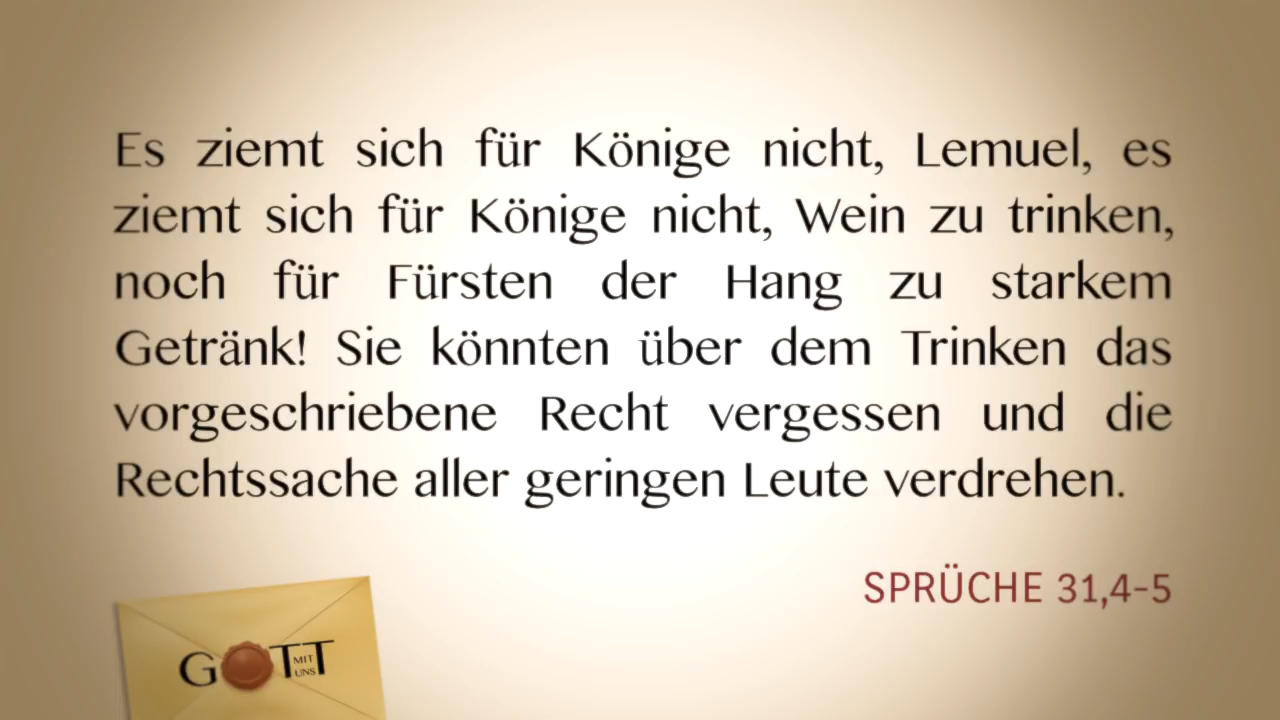 Es ziemt sich für Könige nicht, Lemuel, es
ziemt sich für Könige nicht, Wein zu trinken,
noch für Fürsten der Hang zu starkem
Getränk! Sie könnten über dem Trinken das
vorgeschriebene Recht vergessen und die
Rechtssache aller geringen Leute verdrehen.
SPRÜCHE 31,4-5
GOTT
MIT
UNS